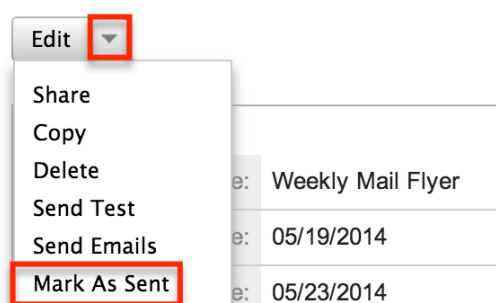 Edit
Share
Copy
Delete
e: Weekly Mail Flyer
Send Test
Send Emails
e: 05/19/2014
Mark As Sent
e: 05/23/2014